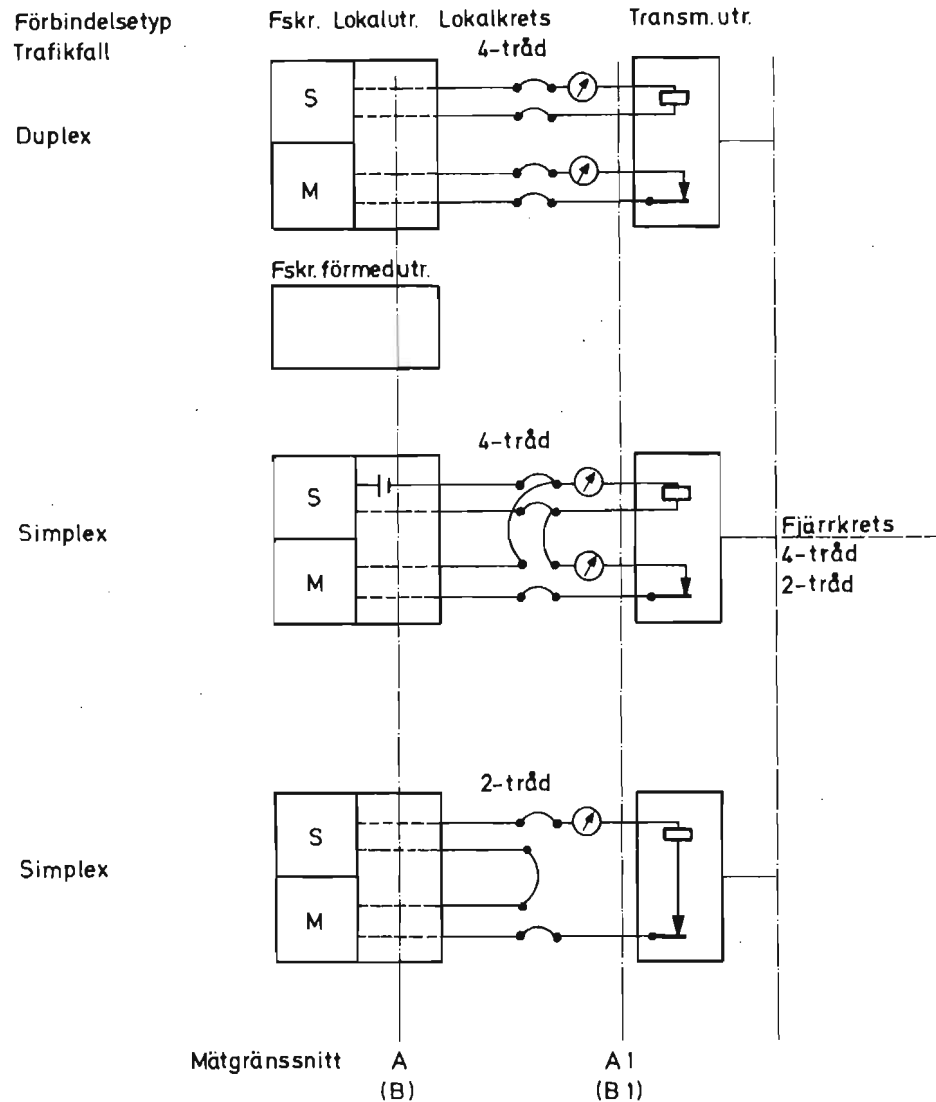 Förbindelsetyp
Trafikfall
Fskr. Lokalutr. Lokalkrets
4-tråd
Transm. utr.
Duplex
S
M
Fskr. förmedutr.
4-tråd
Simplex
S
M
Fjärrkrets
4-tråd
2-tråd
2-tråd
Simplex
S
M
Mätgränssnitt A A1
(B) (B1)